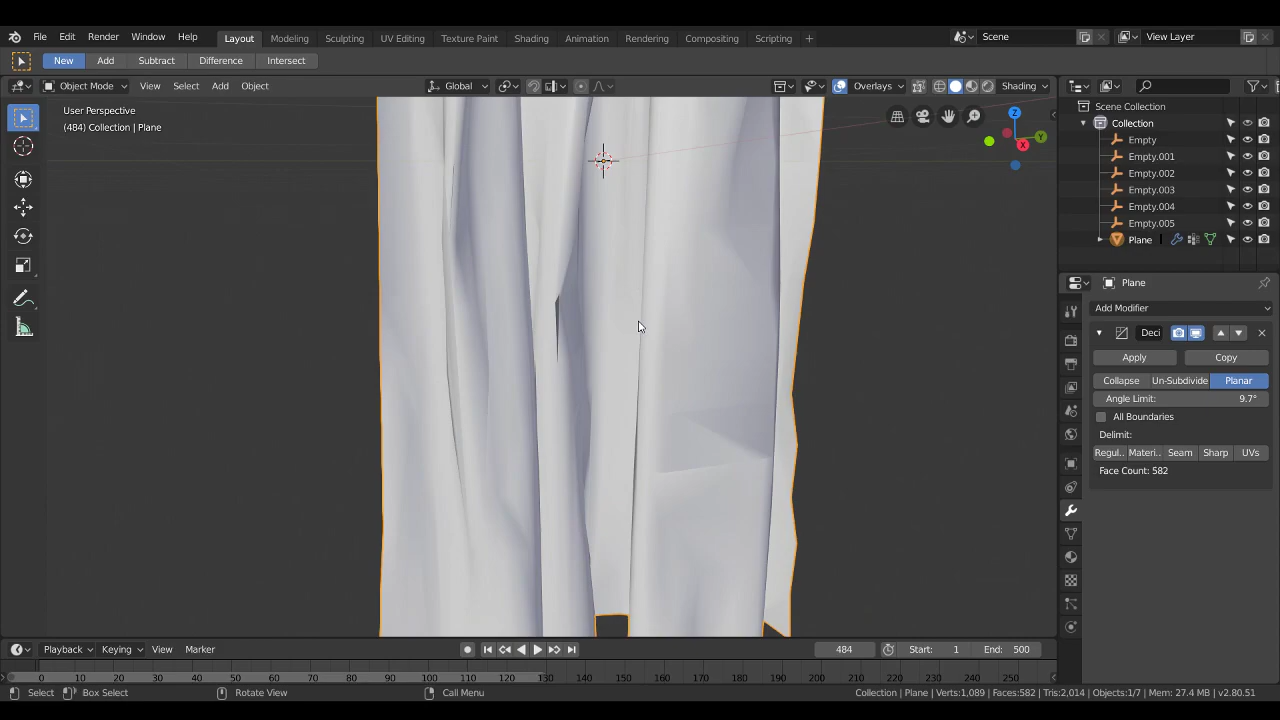 File Edit Render Window Help Layout Modeling Sculpting UV Editing Texture Paint Shading Animation Rendering Compositing Scripting + Scene View Layer
New Add Subtract Difference Intersect
Object Mode View Select Add Object Global Overlays Shading
User Perspective
(484) Collection | Plane
Z
Y
X
Scene Collection
Collection
Empty
Empty.001
Empty.002
Empty.003
Empty.004
Empty.005
Plane
Plane
Add Modifier
Deci
Apply Copy
Collapse Un-Subdivide Planar
Angle Limit: 9.7°
All Boundaries
Delimit:
Regul.. Materi.. Seam Sharp UVs
Face Count: 582
Playback Keying View Marker 484 Start: 1 End: 500
0 10 20 30 40 50 60 70 80 90 100 110 120 130 140 150 160 170 180 190 200 210 220 230 240 250
Select Box Select Rotate View Call Menu Collection | Plane | Verts:1,089 | Faces:582 | Tris:2,014 | Objects:1/7 | Mem: 27.4 MB | v2.80.51